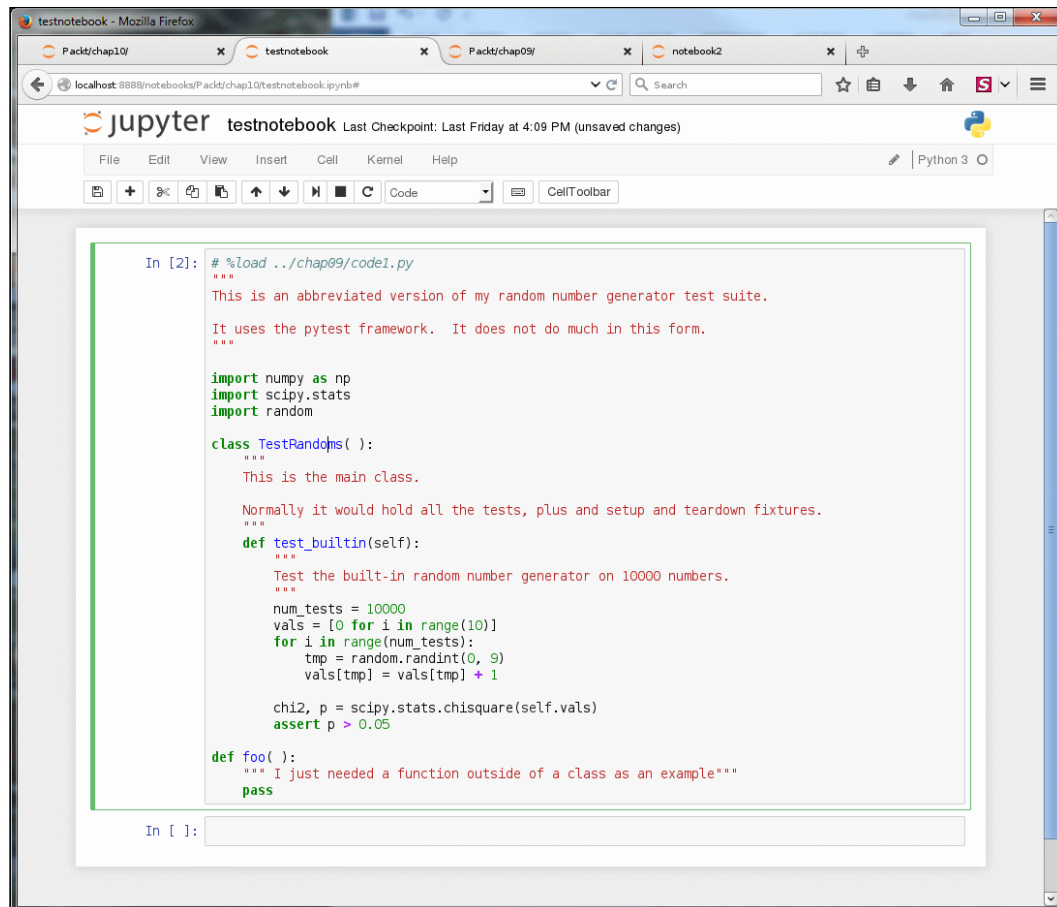 testnotebook - Mozilla Firefox
Packt/chap10/ testnotebook Packt/chap09/ notebook2
localhost:8888/notebooks/Packt/chap10/testnotebook.ipynb# Search
jupyter testnotebook Last Checkpoint: Last Friday at 4:09 PM (unsaved changes)
File Edit View Insert Cell Kernel Help Python 3
Code CellToolbar
In [2]: # %load ../chap09/code1.py
"""
This is an abbreviated version of my random number generator test suite.
It uses the pytest framework.  It does not do much in this form.
"""
import numpy as np
import scipy.stats
import random
class TestRandoms( ):
    """
    This is the main class.
    Normally it would hold all the tests, plus and setup and teardown fixtures.
    """
    def test_builtin(self):
        """
        Test the built-in random number generator on 10000 numbers.
        """
        num_tests = 10000
        vals = [0 for i in range(10)]
        for i in range(num_tests):
            tmp = random.randint(0, 9)
            vals[tmp] = vals[tmp] + 1
        chi2, p = scipy.stats.chisquare(self.vals)
        assert p > 0.05
def foo( ):
    """ I just needed a function outside of a class as an example"""
    pass
In [ ]: